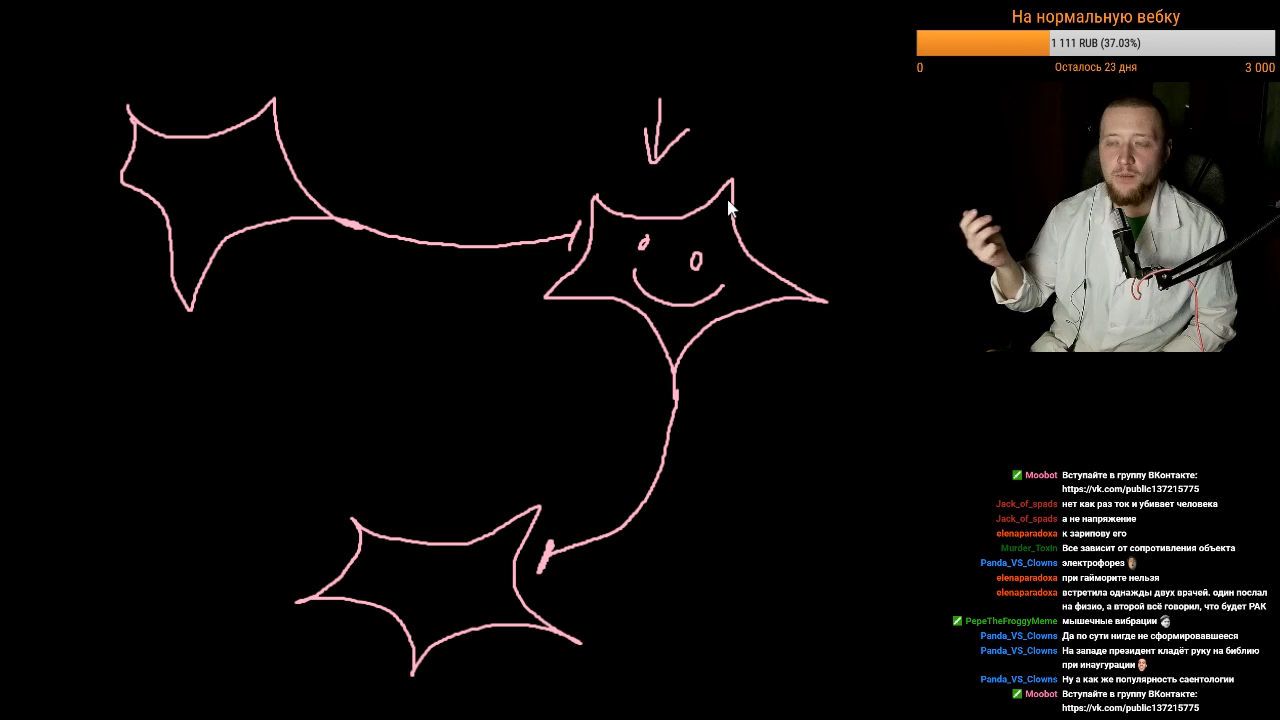 На нормальную вебку
1 111 RUB (37.03%)
0 Осталось 23 дня 3 000
Moobot Вступайте в группу ВКонтакте:
https://vk.com/public137215775
Jack_of_spads нет как раз ток и убивает человека
Jack_of_spads а не напряжение
elenaparadoxa к зарипову его
Murder_Toxin Все зависит от сопротивления объекта
Panda_VS_Clowns электрофорез
elenaparadoxa при гайморите нельзя
elenaparadoxa встретила однажды двух врачей. один послал
на физио, а второй всё говорил, что будет РАК
PepeTheFroggyMeme мышечные вибрации
Panda_VS_Clowns Да по сути нигде не сформировавшееся
Panda_VS_Clowns На западе президент кладёт руку на библию
при инаугурации
Panda_VS_Clowns Ну а как же популярность саентологии
Moobot Вступайте в группу ВКонтакте:
https://vk.com/public137215775